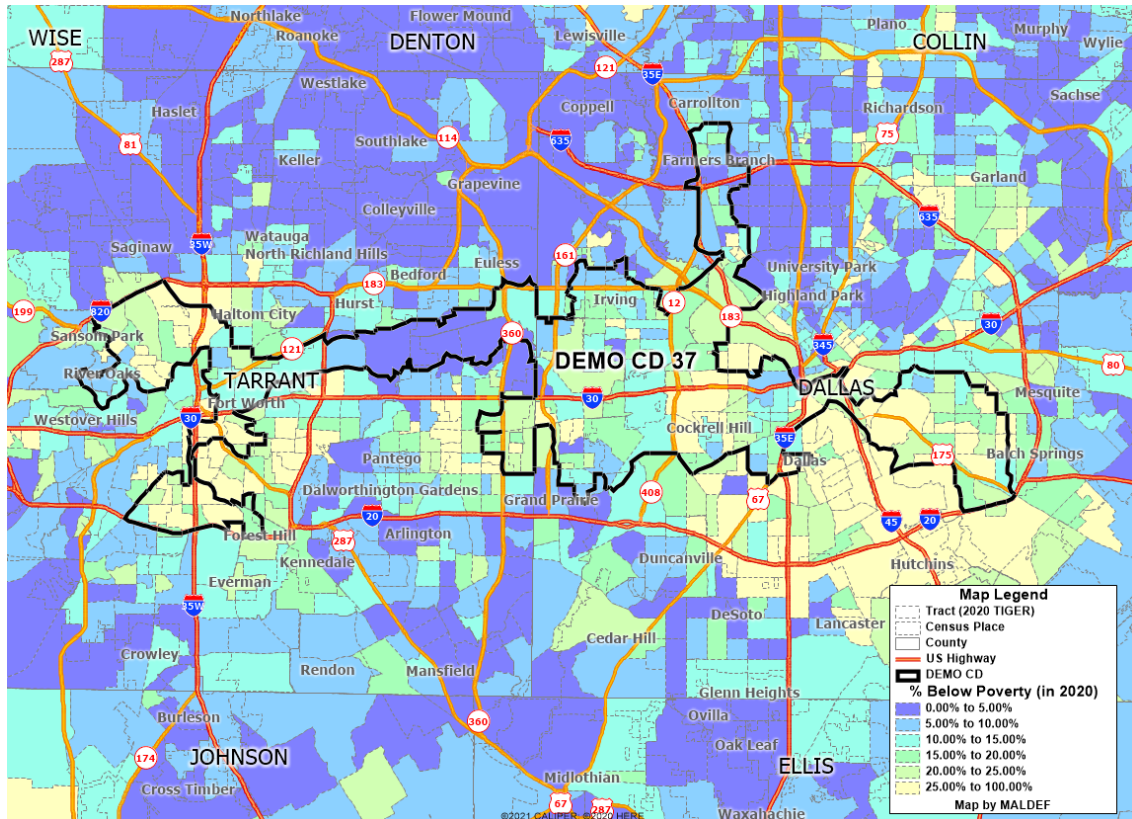 Northlake
Flower Mound
WISE
Roanoke
DENTON
Lewisville
Plano
COLLIN
Murphy
Wylie
287
121
35E
Westlake
Coppell
Carrollton
Richardson
Sachse
Haslet
81
Southlake
114
635
75
Keller
Farmers Branch
Garland
Grapevine
Colleyville
635
Saginaw
35W
Watauga
North Richland Hills
Bedford
Euless
161
University Park
199
820
183
Hurst
Irving
12
Highland Park
Sansom Park
Haltom City
121
360
183
345
30
River Oaks
TARRANT
DEMO CD 37
DALLAS
80
Mesquite
Fort Worth
30
Westover Hills
30
Cockrell Hill
35E
Pantego
Dallas
175
Balch Springs
Dalworthington Gardens
Grand Prairie
408
67
20
Arlington
45
20
Forest Hill
287
Kennedale
Duncanville
Hutchins
Everman
35W
DeSoto
Lancaster
Cedar Hill
Crowley
Rendon
Mansfield
Glenn Heights
Burleson
360
Ovilla
174
JOHNSON
Oak Leaf
ELLIS
Cross Timber
Midlothian
67
287
Waxahachie
©2021 CALIPER; ©2020 HERE
Map Legend
Tract (2020 TIGER)
Census Place
County
US Highway
DEMO CD
% Below Poverty (in 2020)
0.00% to 5.00%
5.00% to 10.00%
10.00% to 15.00%
15.00% to 20.00%
20.00% to 25.00%
25.00% to 100.00%
Map by MALDEF